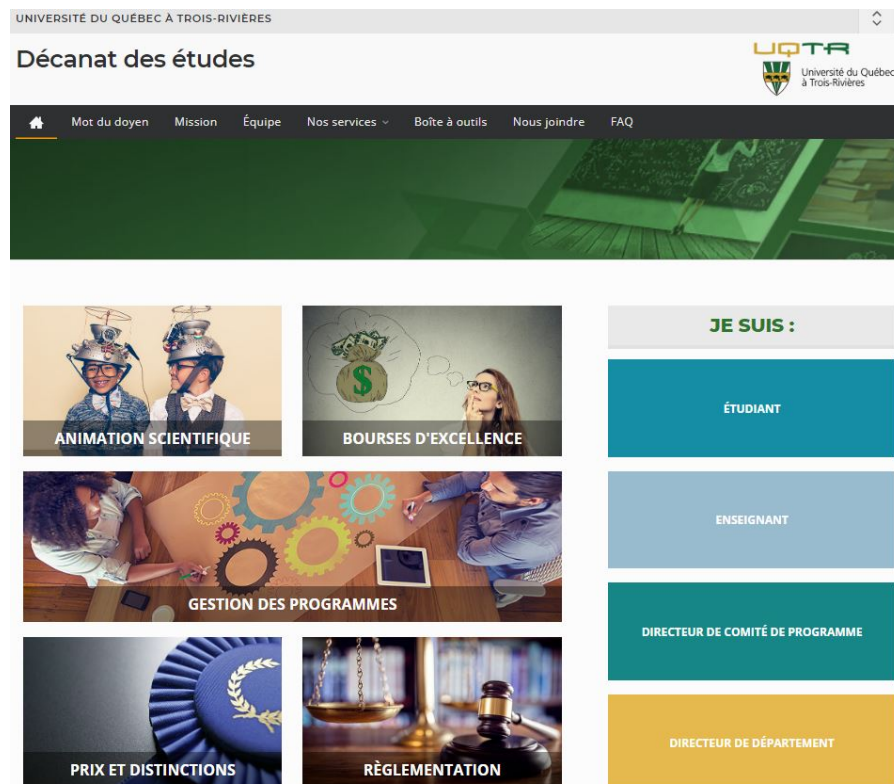 UNIVERSITÉ DU QUÉBEC À TROIS-RIVIÈRES
Décanat des études
UQTR
Université du Québec
à Trois-Rivières
Mot du doyen Mission Équipe Nos services Boîte à outils Nous joindre FAQ
ANIMATION SCIENTIFIQUE
BOURSES D'EXCELLENCE
GESTION DES PROGRAMMES
PRIX ET DISTINCTIONS
RÈGLEMENTATION
JE SUIS :
ÉTUDIANT
ENSEIGNANT
DIRECTEUR DE COMITÉ DE PROGRAMME
DIRECTEUR DE DÉPARTEMENT